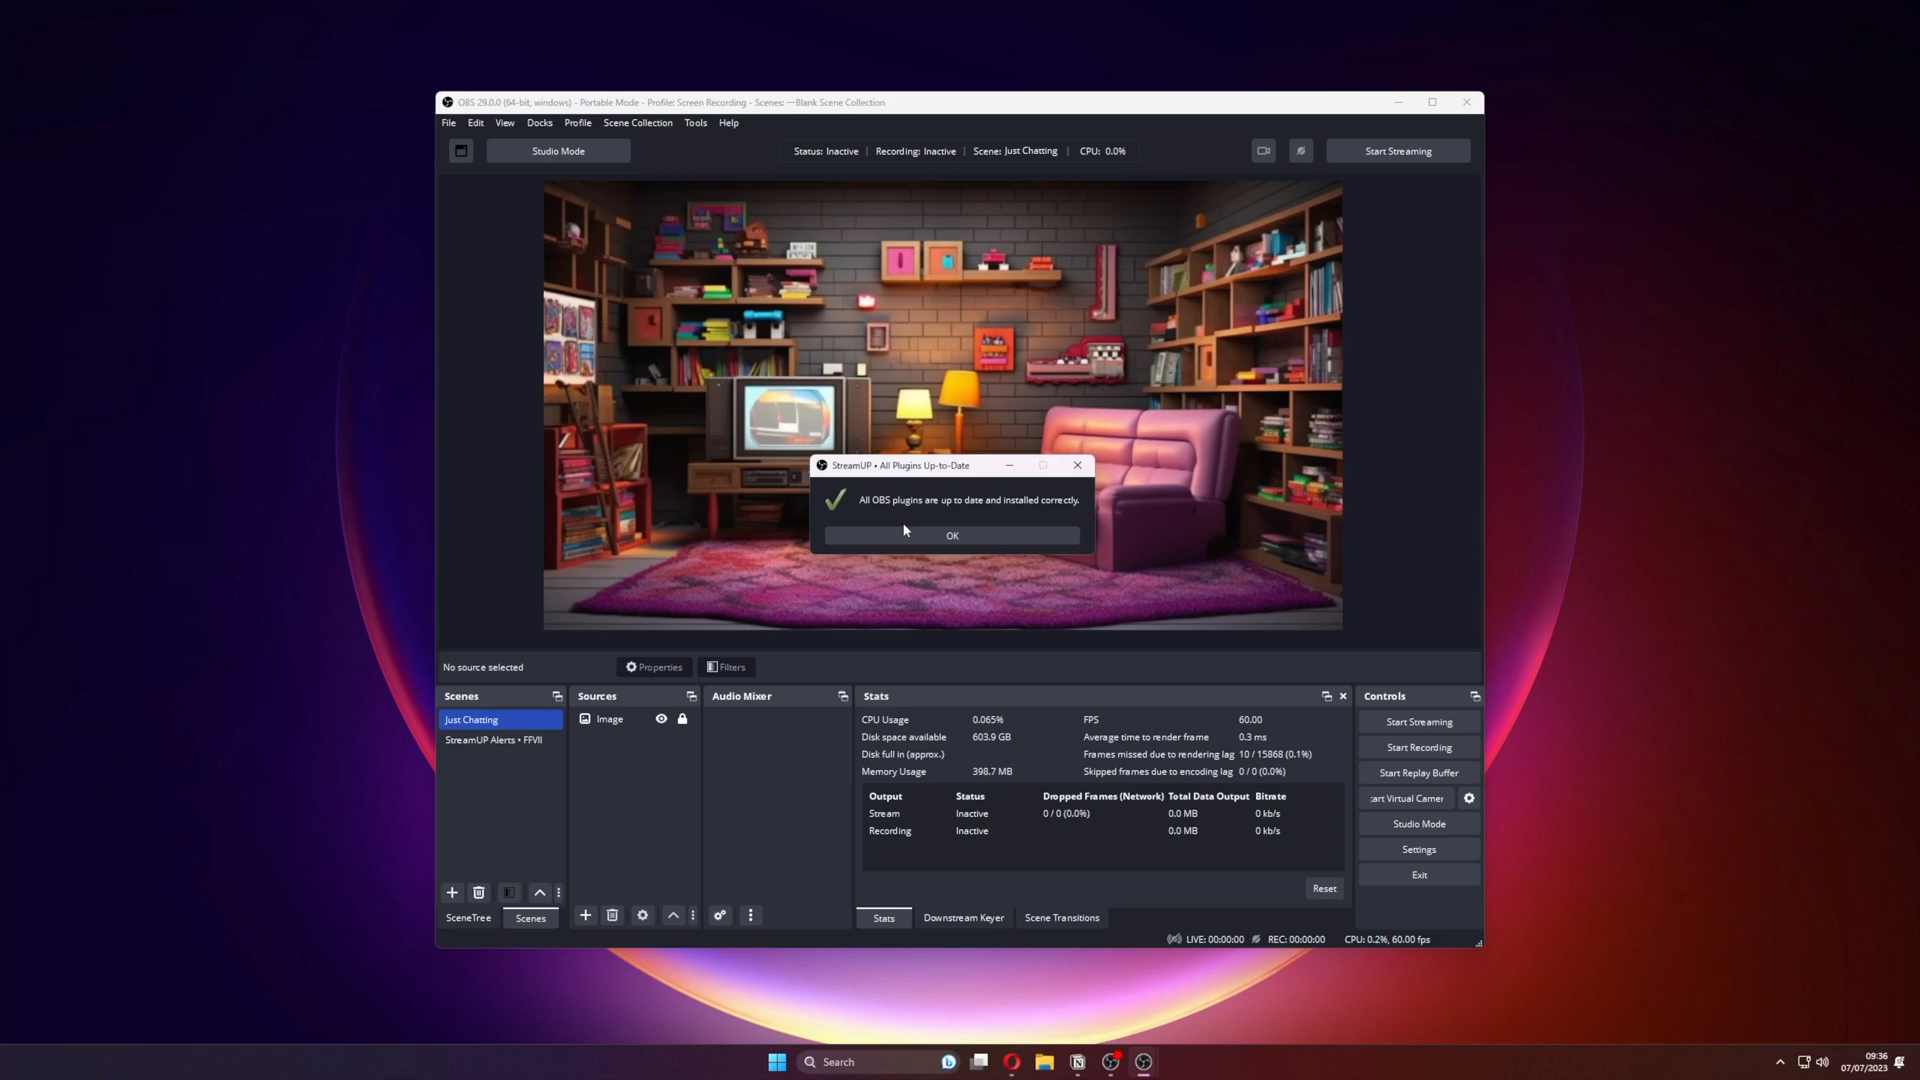 OBS 29.0.0 (64-bit, windows) - Portable Mode - Profile: Screen Recording - Scenes: —Blank Scene Collection
File Edit View Docks Profile Scene Collection Tools Help
Studio Mode
Status: Inactive | Recording: Inactive | Scene: Just Chatting | CPU: 0.0%
Start Streaming
StreamUP • All Plugins Up-to-Date
All OBS plugins are up to date and installed correctly.
OK
No source selected
Properties
Filters
Scenes
Just Chatting
StreamUP Alerts • FFVII
SceneTree
Scenes
Sources
Image
Audio Mixer
Stats
CPU Usage 0.065%
Disk space available 603.9 GB
Disk full in (approx.)
Memory Usage 398.7 MB
FPS 60.00
Average time to render frame 0.3 ms
Frames missed due to rendering lag 10 / 15868 (0.1%)
Skipped frames due to encoding lag 0 / 0 (0.0%)
Output Status Dropped Frames (Network) Total Data Output Bitrate
Stream Inactive 0 / 0 (0.0%) 0.0 MB 0 kb/s
Recording Inactive 0.0 MB 0 kb/s
Reset
Stats
Downstream Keyer
Scene Transitions
Controls
Start Streaming
Start Recording
Start Replay Buffer
tart Virtual Camer
Studio Mode
Settings
Exit
LIVE: 00:00:00 REC: 00:00:00 CPU: 0.2%, 60.00 fps
Search
09:36
07/07/2023